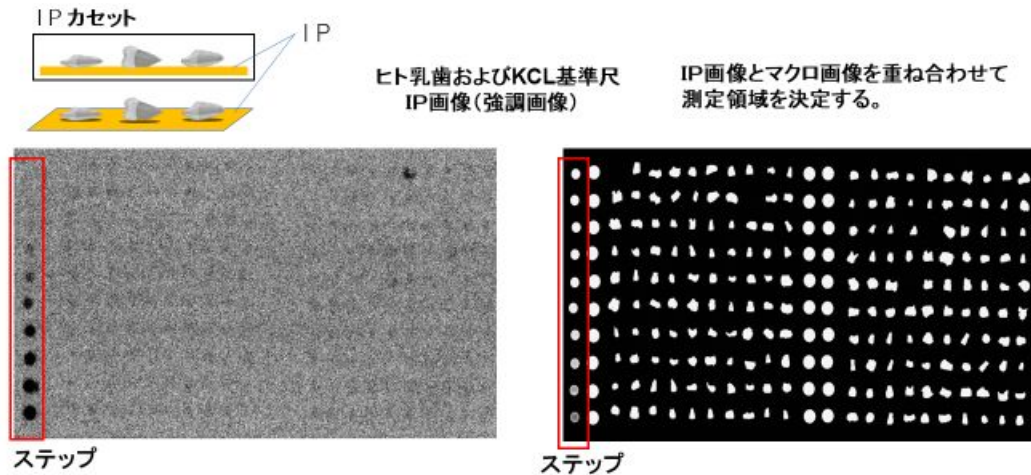 IPカセット
IP
ヒト乳歯およびKCL基準尺
IP画像(強調画像)
IP画像とマクロ画像を重ね合わせて
測定領域を決定する。
ステップ
ステップ